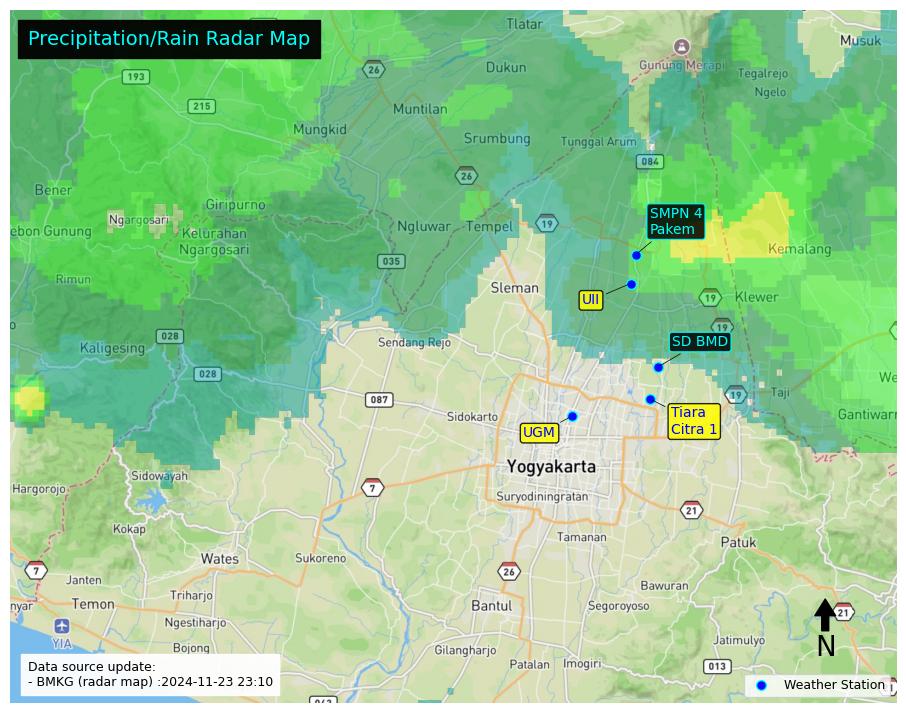 Precipitation/Rain Radar Map
Tlatar
Musuk
Gunung Merapi
Dukun
Tegalrejo
26
193
Ngelo
215
Muntilan
Mungkid
Srumbung
Tunggal Arum
084
26
Bener
Giripurno
Ngargosari
SMPN 4
Pakem
Ngluwar
Tempel
19
ebon Gunung
Kelurahan
Ngargosari
Kemalang
035
Rimun
Sleman
UII
19
Klewer
19
028
Kaligesing
Sendang Rejo
SD BMD
028
We
Taji
087
19
Sidokarto
Tiara
Citra 1
Gantiwarn
UGM
Yogyakarta
Sidowayah
Hargorojo
7
Suryodiningratan
21
Kokap
Tamanan
Patuk
Wates
Sukoreno
7
26
Janten
Bawuran
Triharjo
nyar
Temon
Bantul
Segoroyoso
21
Ngestiharjo
YIA
Jatimulyo
N
Bojong
Gilangharjo
Patalan
Imogiri
013
Data source update:
- BMKG (radar map) :2024-11-23 23:10
Weather Station